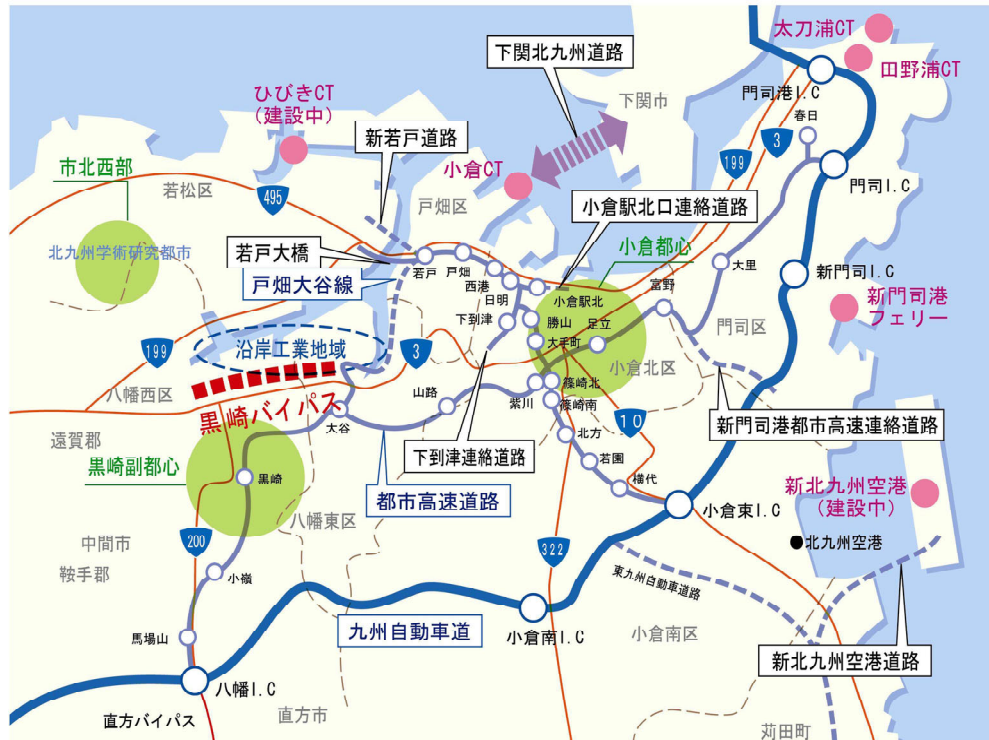 太刀浦CT
田野浦CT
下関北九州道路
下関市
門司港I.C
春日
3
199
ひびきCT
(建設中)
新若戸道路
小倉CT
戸畑区
小倉駅北口連絡道路
門司I.C
市北西部
若松区
495
北九州学術研究都市
若戸大橋
戸畑大谷線
若戸
戸畑
西港
日明
下到津
小倉都心
小倉駅北
富野
大里
新門司I.C
新門司港
フェリー
勝山
足立
大手町
門司区
沿岸工業地域
199
3
八幡西区
黒崎バイパス
小倉北区
篠崎北
篠崎南
紫川
山路
大谷
10
新門司港都市高速連絡道路
遠賀郡
北方
若園
横代
下到津連絡道路
黒崎副都心
黒崎
都市高速道路
新北九州空港
(建設中)
小倉東I.C
八幡東区
北九州空港
中間市
200
322
鞍手郡
小嶺
東九州自動車道路
馬場山
九州自動車道
小倉南I.C
小倉南区
新北九州空港道路
八幡I.C
直方バイパス
直方市
苅田町